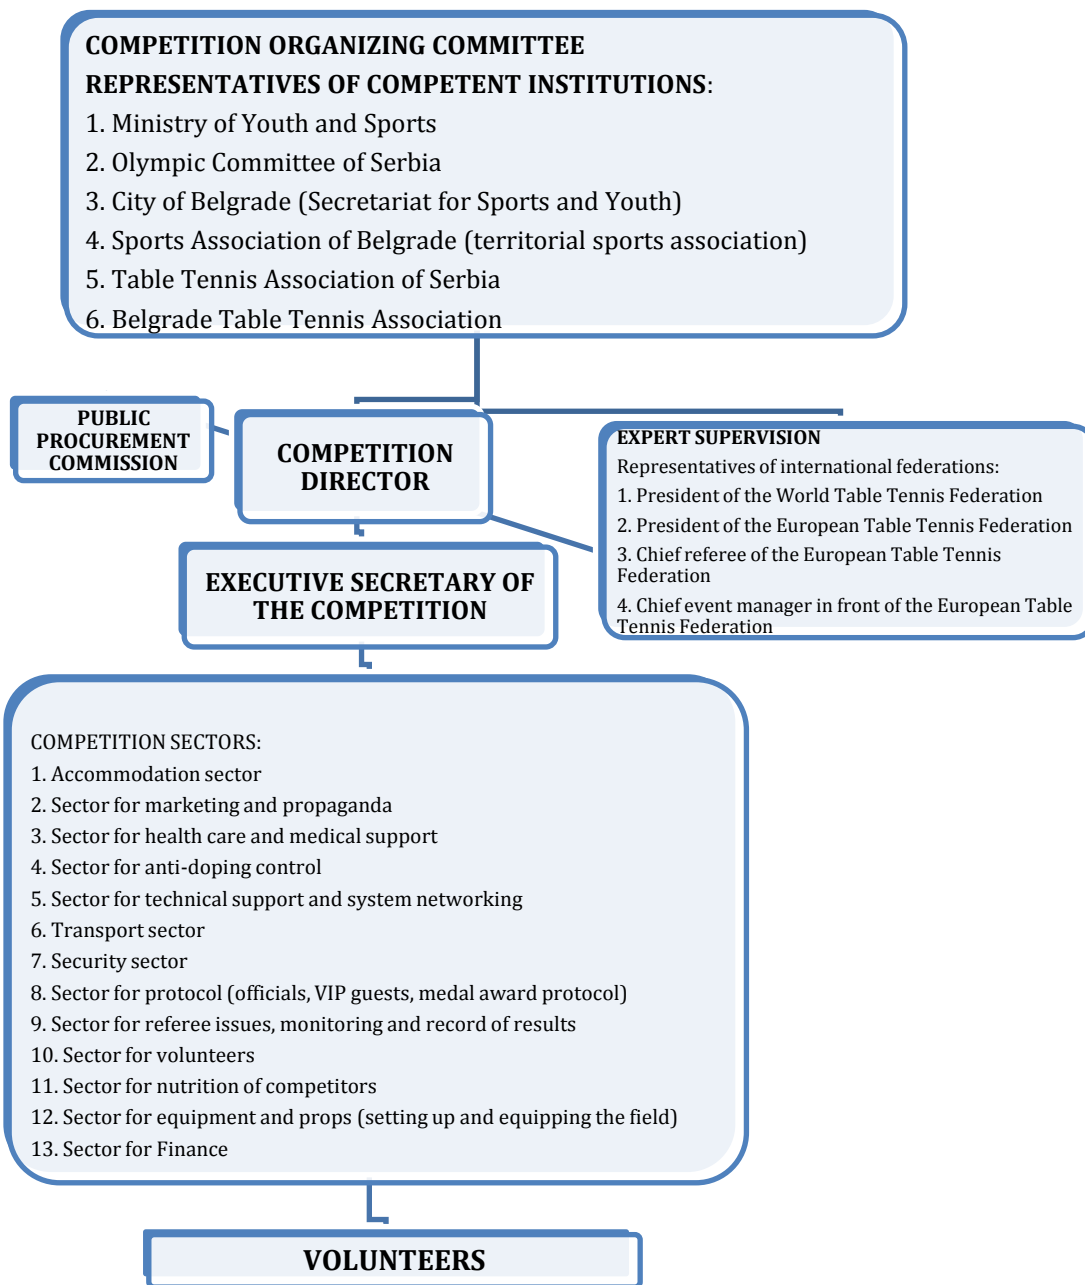 COMPETITION ORGANIZING COMMITTEE
REPRESENTATIVES OF COMPETENT INSTITUTIONS:
1. Ministry of Youth and Sports
2. Olympic Committee of Serbia
3. City of Belgrade (Secretariat for Sports and Youth)
4. Sports Association of Belgrade (territorial sports association)
5. Table Tennis Association of Serbia
6. Belgrade Table Tennis Association
PUBLIC
PROCUREMENT
COMMISSION
COMPETITION
DIRECTOR
EXPERT SUPERVISION
Representatives of international federations:
1. President of the World Table Tennis Federation
2. President of the European Table Tennis Federation
3. Chief referee of the European Table Tennis
Federation
4. Chief event manager in front of the European Table
Tennis Federation
EXECUTIVE SECRETARY OF
THE COMPETITION
COMPETITION SECTORS:
1. Accommodation sector
2. Sector for marketing and propaganda
3. Sector for health care and medical support
4. Sector for anti-doping control
5. Sector for technical support and system networking
6. Transport sector
7. Security sector
8. Sector for protocol (officials, VIP guests, medal award protocol)
9. Sector for referee issues, monitoring and record of results
10. Sector for volunteers
11. Sector for nutrition of competitors
12. Sector for equipment and props (setting up and equipping the field)
13. Sector for Finance
VOLUNTEERS